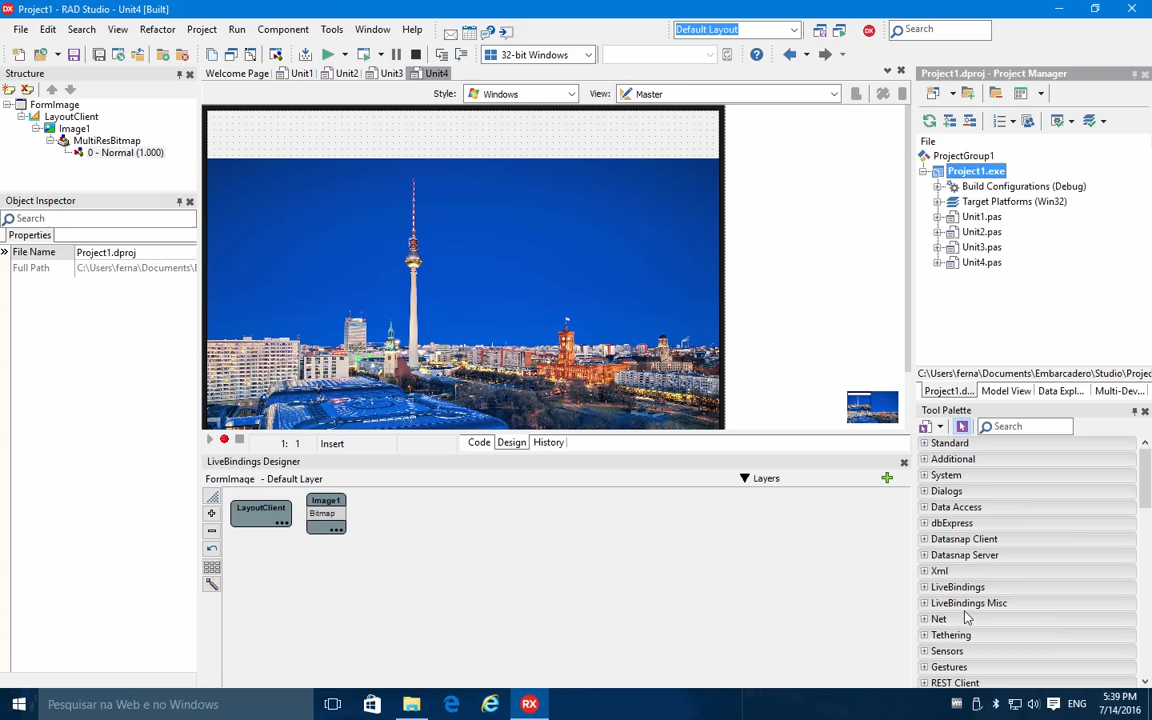 Project1 - RAD Studio - Unit4 [Built]
File Edit Search View Refactor Project Run Component Tools Window Help
Default Layout
Search
32-bit Windows
Structure
Welcome Page Unit1 Unit2 Unit3 Unit4
Project1.dproj - Project Manager
FormImage
LayoutClient
Image1
MultiResBitmap
0 - Normal (1.000)
Style: Windows View: Master
File
ProjectGroup1
Project1.exe
Build Configurations (Debug)
Target Platforms (Win32)
Unit1.pas
Unit2.pas
Unit3.pas
Unit4.pas
Object Inspector
Search
Properties
File Name Project1.dproj
Full Path C:\Users\ferna\Documents\E
C:\Users\ferna\Documents\Embarcadero\Studio\Projec
Project1.d... Model View Data Expl... Multi-Dev...
Tool Palette
Search
Standard
Additional
System
Dialogs
Data Access
dbExpress
Datasnap Client
Datasnap Server
Xml
LiveBindings
LiveBindings Misc
Net
Tethering
Sensors
Gestures
REST Client
1: 1 Insert Code Design History
LiveBindings Designer
FormImage - Default Layer Layers
LayoutClient
Image1
Bitmap
Pesquisar na Web e no Windows
ENG
5:39 PM
7/14/2016